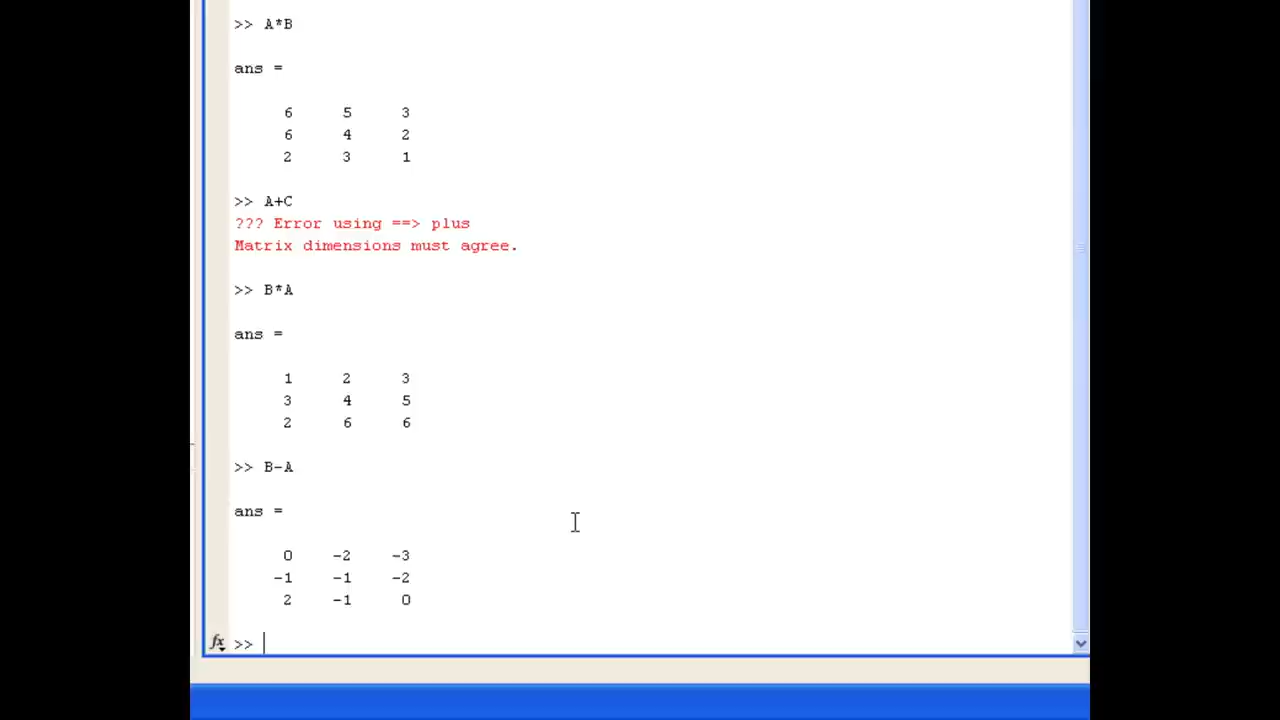 >> A*B
ans =
6 5 3
6 4 2
2 3 1
>> A+C
??? Error using ==> plus
Matrix dimensions must agree.
>> B*A
ans =
1 2 3
3 4 5
2 6 6
>> B-A
ans =
0 -2 -3
-1 -1 -2
2 -1 0
fx >>